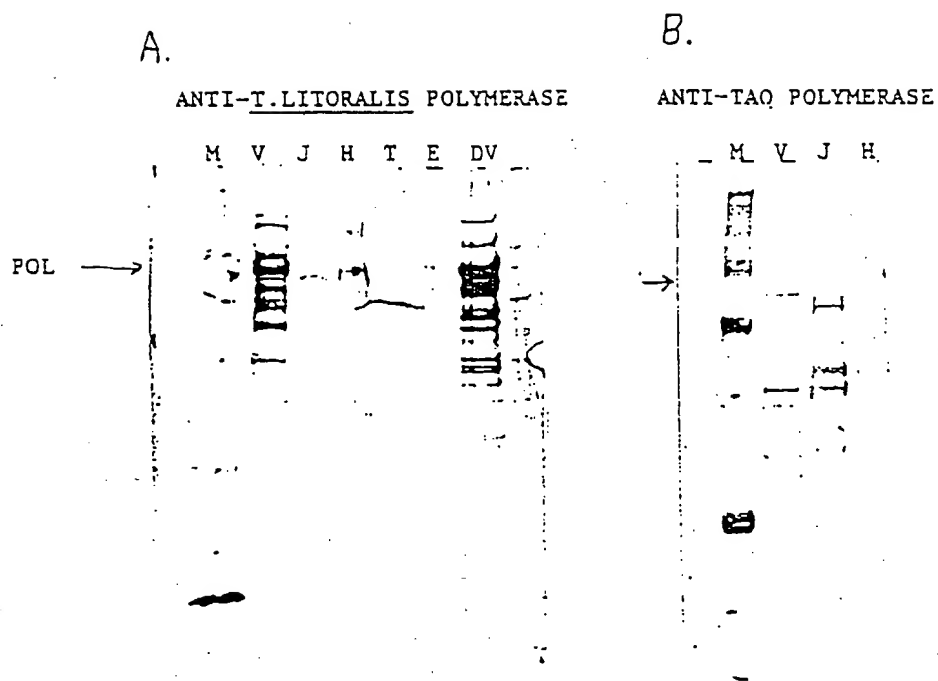 A.
ANTI-T.LITORALIS POLYMERASE
M V J H T E DV
POL
B.
ANTI-TAQ POLYMERASE
M V J H